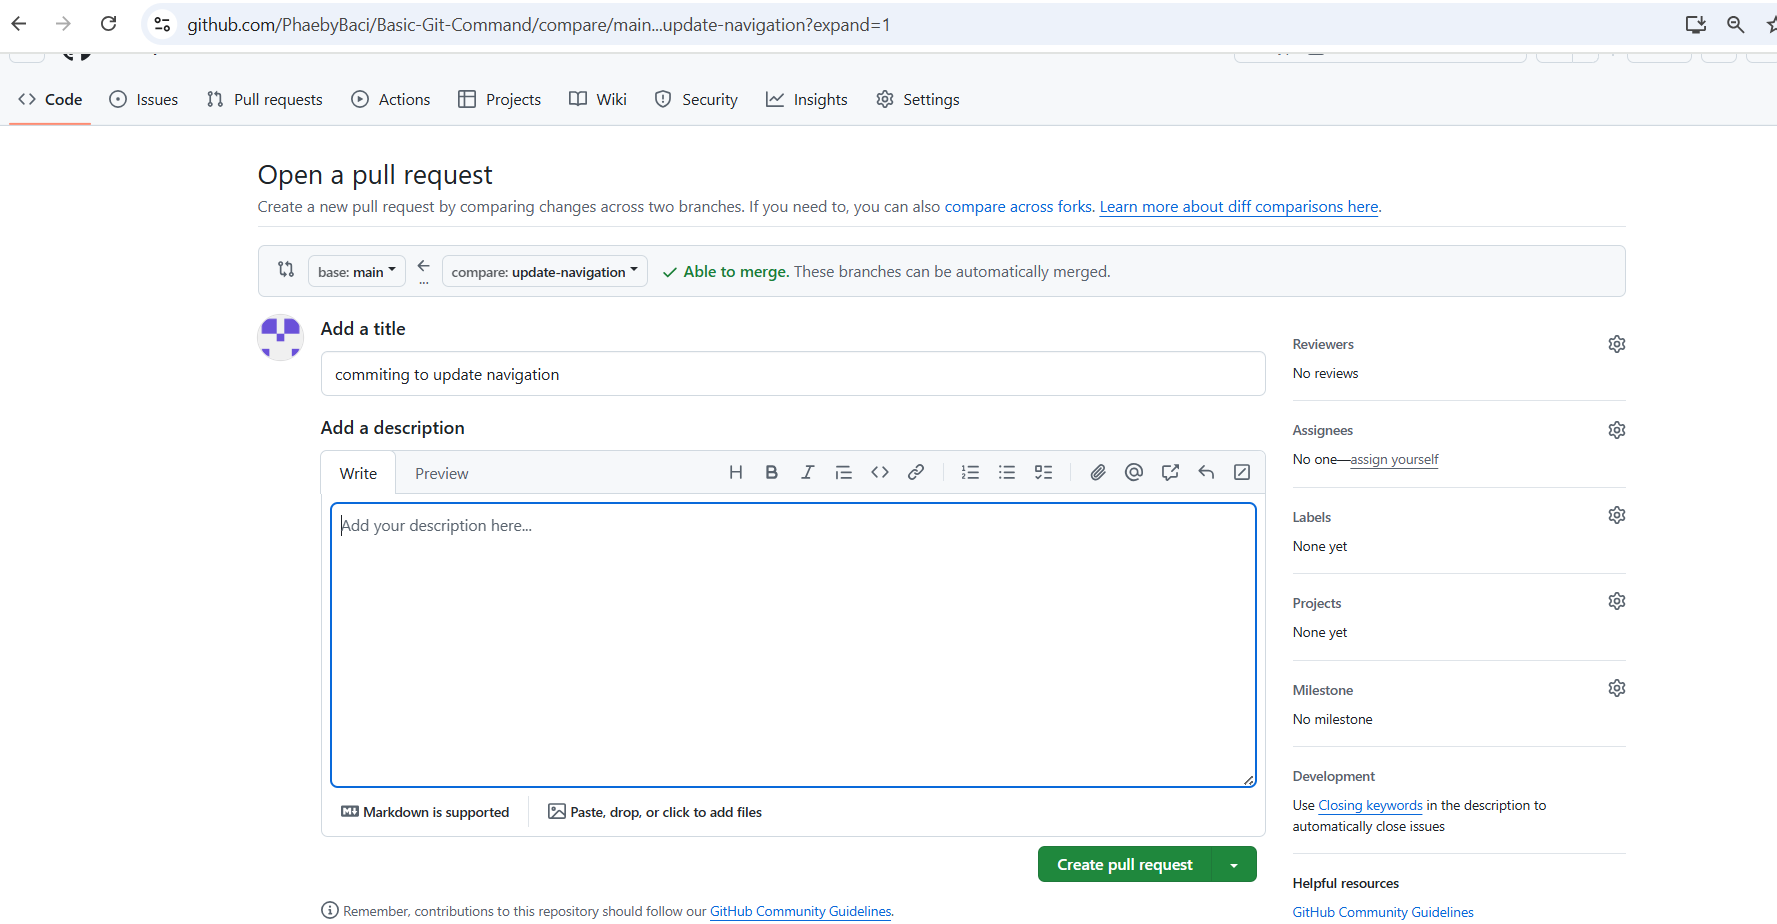 github.com/PhaebyBaci/Basic-Git-Command/compare/main...update-navigation?expand=1
Code Issues Pull requests Actions Projects Wiki Security Insights Settings
Open a pull request
Create a new pull request by comparing changes across two branches. If you need to, you can also compare across forks. Learn more about diff comparisons here.
base: main ... compare: update-navigation Able to merge. These branches can be automatically merged.
Add a title
commiting to update navigation
Add a description
Write Preview
Add your description here...
Markdown is supported Paste, drop, or click to add files
Create pull request
Remember, contributions to this repository should follow our GitHub Community Guidelines.
Reviewers
No reviews
Assignees
No one—assign yourself
Labels
None yet
Projects
None yet
Milestone
No milestone
Development
Use Closing keywords in the description to
automatically close issues
Helpful resources
GitHub Community Guidelines